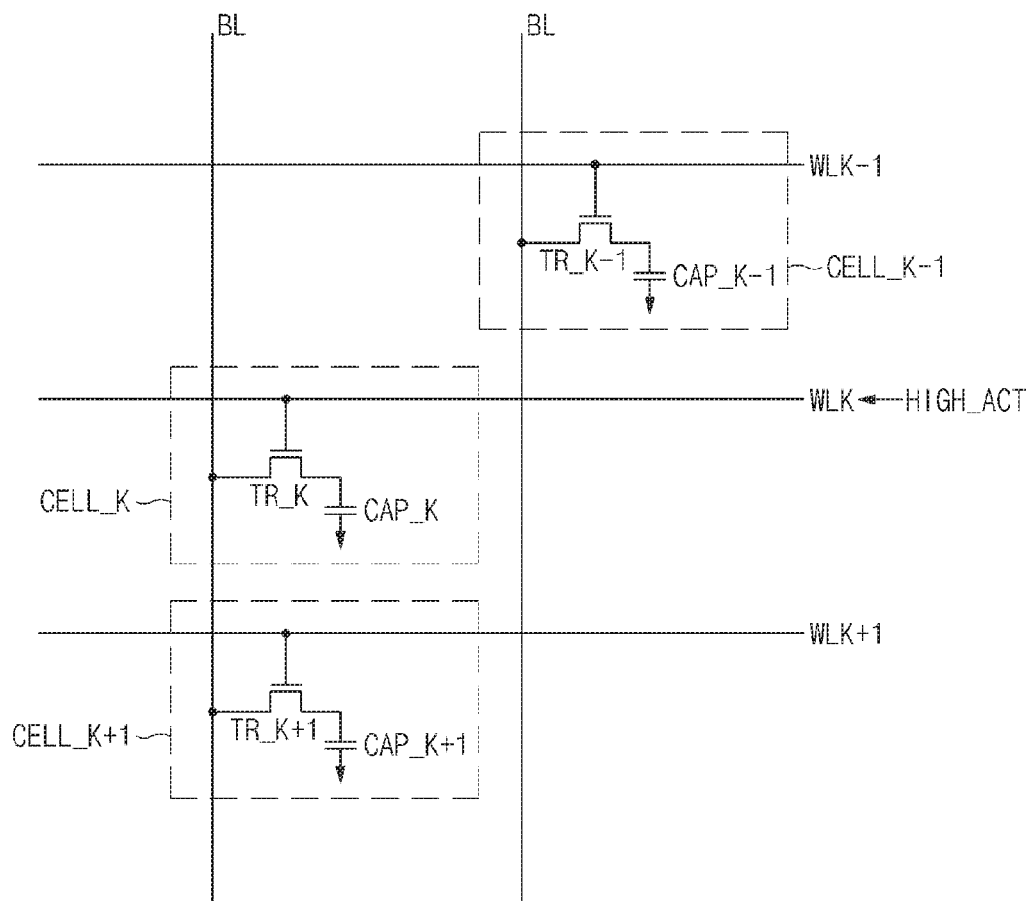 BL
BL
WLK-1
TR_K-1
CAP_K-1
CELL_K-1
WLK
HIGH_ACT
TR_K
CAP_K
CELL_K
WLK+1
TR_K+1
CAP_K+1
CELL_K+1